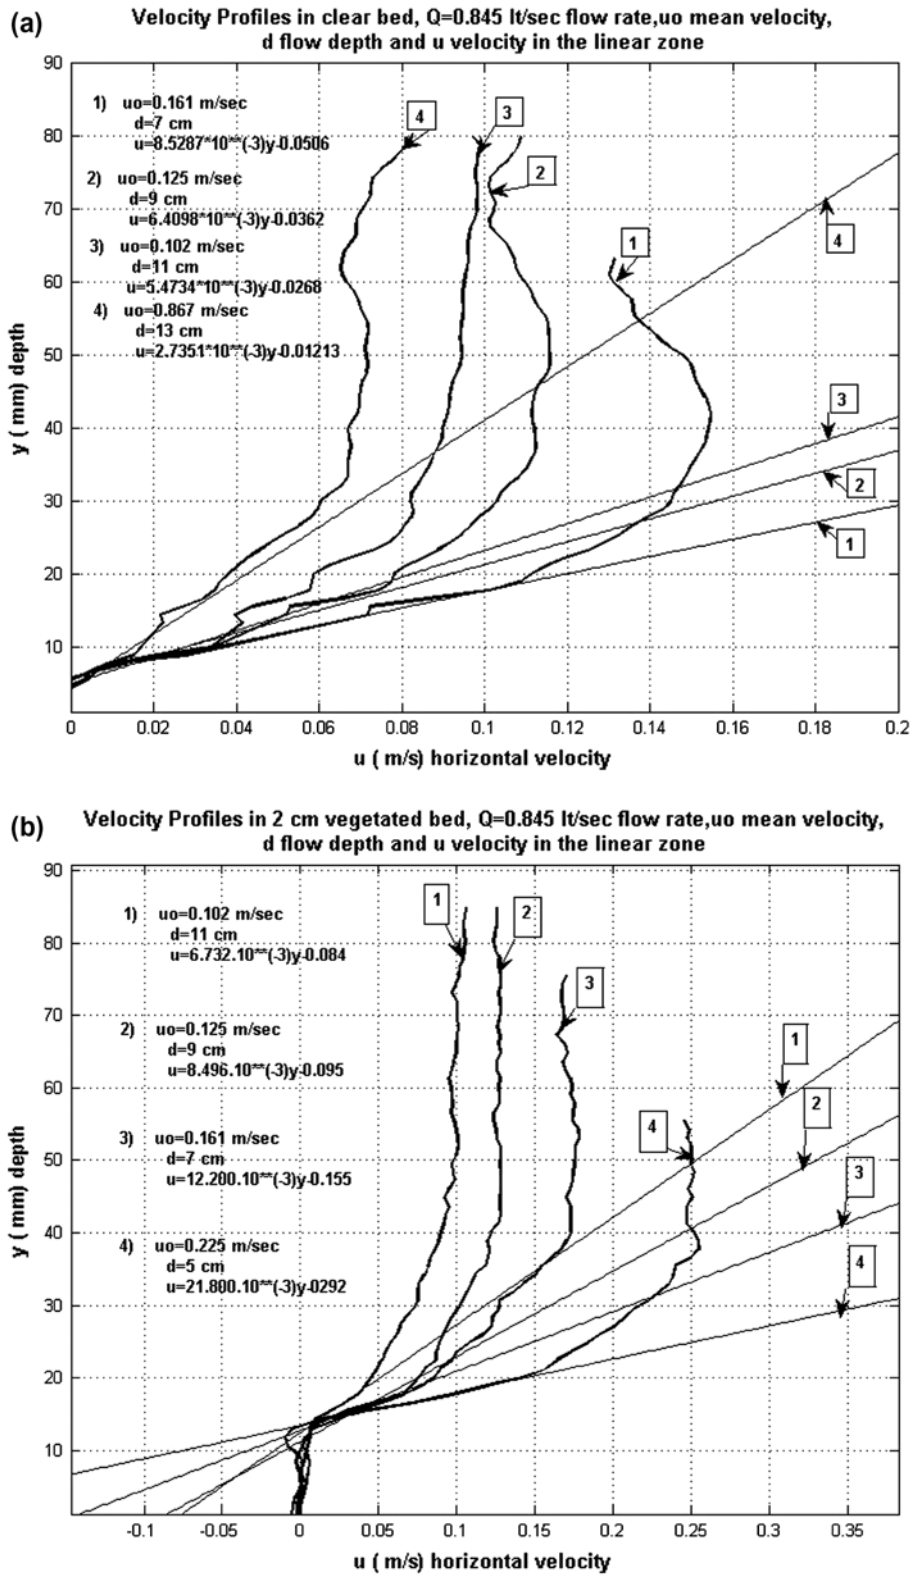 (a)
Velocity Profiles in clear bed, Q=0.845 lt/sec flow rate,uo mean velocity,
d flow depth and u velocity in the linear zone
90
80
70
60
50
40
30
20
10
y ( mm) depth
1) uo=0.161 m/sec
d=7 cm
u=8.5287*10**(-3)y-0.0506
2) uo=0.125 m/sec
d=9 cm
u=6.4098*10**(-3)y-0.0362
3) uo=0.102 m/sec
d=11 cm
u=5.4734*10**(-3)y-0.0268
4) uo=0.867 m/sec
d=13 cm
u=2.7351*10**(-3)y-0.01213
4
3
2
1
4
3
2
1
0 0.02 0.04 0.06 0.08 0.1 0.12 0.14 0.16 0.18 0.2
u ( m/s) horizontal velocity
(b)
Velocity Profiles in 2 cm vegetated bed, Q=0.845 lt/sec flow rate,uo mean velocity,
d flow depth and u velocity in the linear zone
90
80
70
60
50
40
30
20
10
y ( mm) depth
1) uo=0.102 m/sec
d=11 cm
u=6.732.10**(-3)y-0.084
2) uo=0.125 m/sec
d=9 cm
u=8.496.10**(-3)y-0.095
3) uo=0.161 m/sec
d=7 cm
u=12.200.10**(-3)y-0.155
4) uo=0.225 m/sec
d=5 cm
u=21.800.10**(-3)y-0292
1
2
3
4
1
2
3
4
-0.1 -0.05 0 0.05 0.1 0.15 0.2 0.25 0.3 0.35
u ( m/s) horizontal velocity